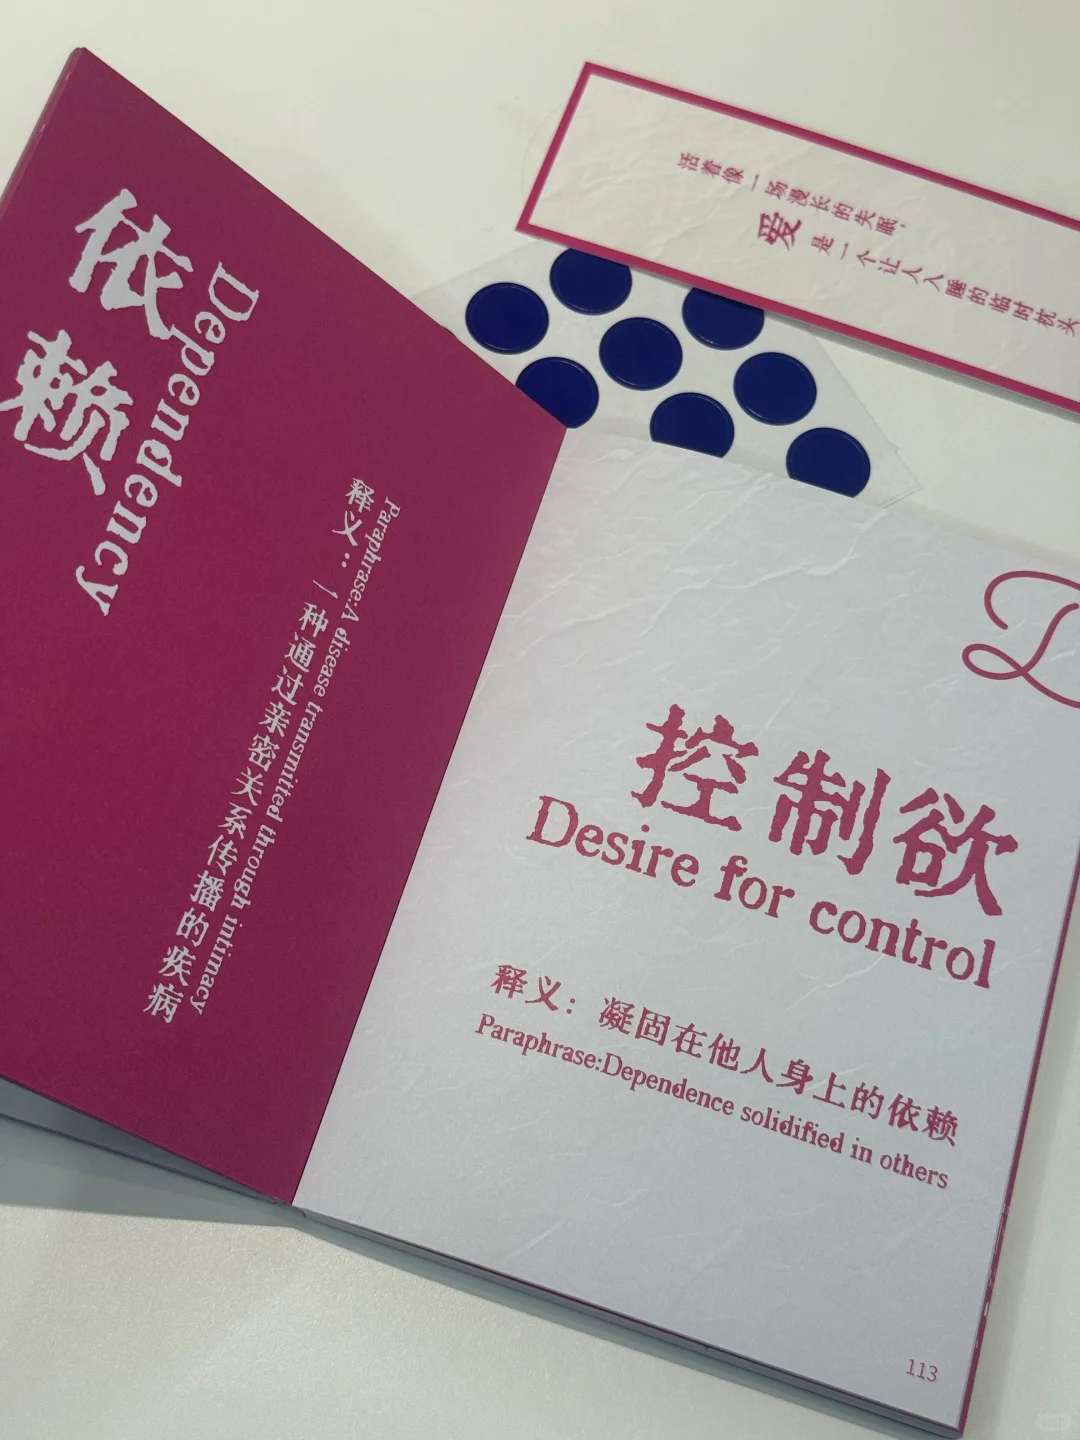 依赖
Dependency
释义：一种通过亲密关系传播的疾病
Paraphrase:A disease transmitted through intimacy
活着像一场漫长的失眠，
爱是一个让人入睡的临时枕头
D
控制欲
Desire for control
释义：凝固在他人身上的依赖
Paraphrase:Dependence solidified in others
113